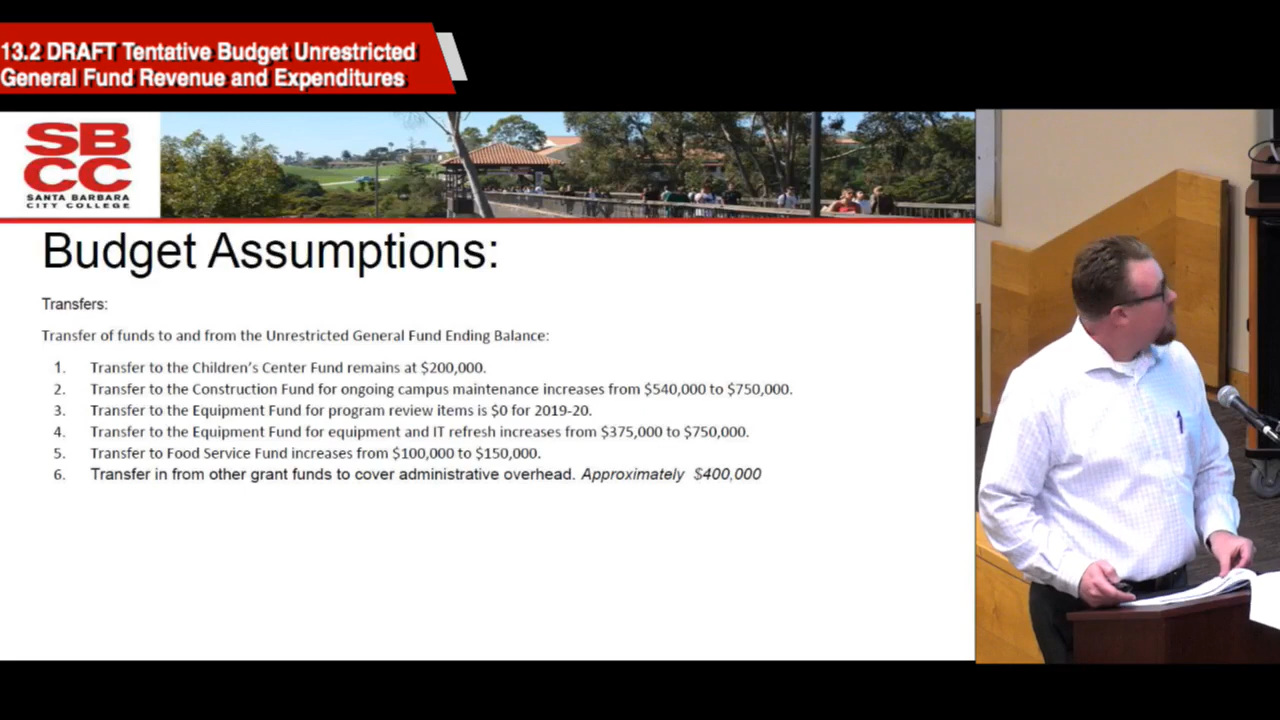 13.2 DRAFT Tentative Budget Unrestricted
General Fund Revenue and Expenditures
SB
CC
SANTA BARBARA
CITY COLLEGE
Budget Assumptions:
Transfers:
Transfer of funds to and from the Unrestricted General Fund Ending Balance:
1. Transfer to the Children's Center Fund remains at $200,000.
2. Transfer to the Construction Fund for ongoing campus maintenance increases from $540,000 to $750,000.
3. Transfer to the Equipment Fund for program review items is $0 for 2019-20.
4. Transfer to the Equipment Fund for equipment and IT refresh increases from $375,000 to $750,000.
5. Transfer to Food Service Fund increases from $100,000 to $150,000.
6. Transfer in from other grant funds to cover administrative overhead. Approximately $400,000